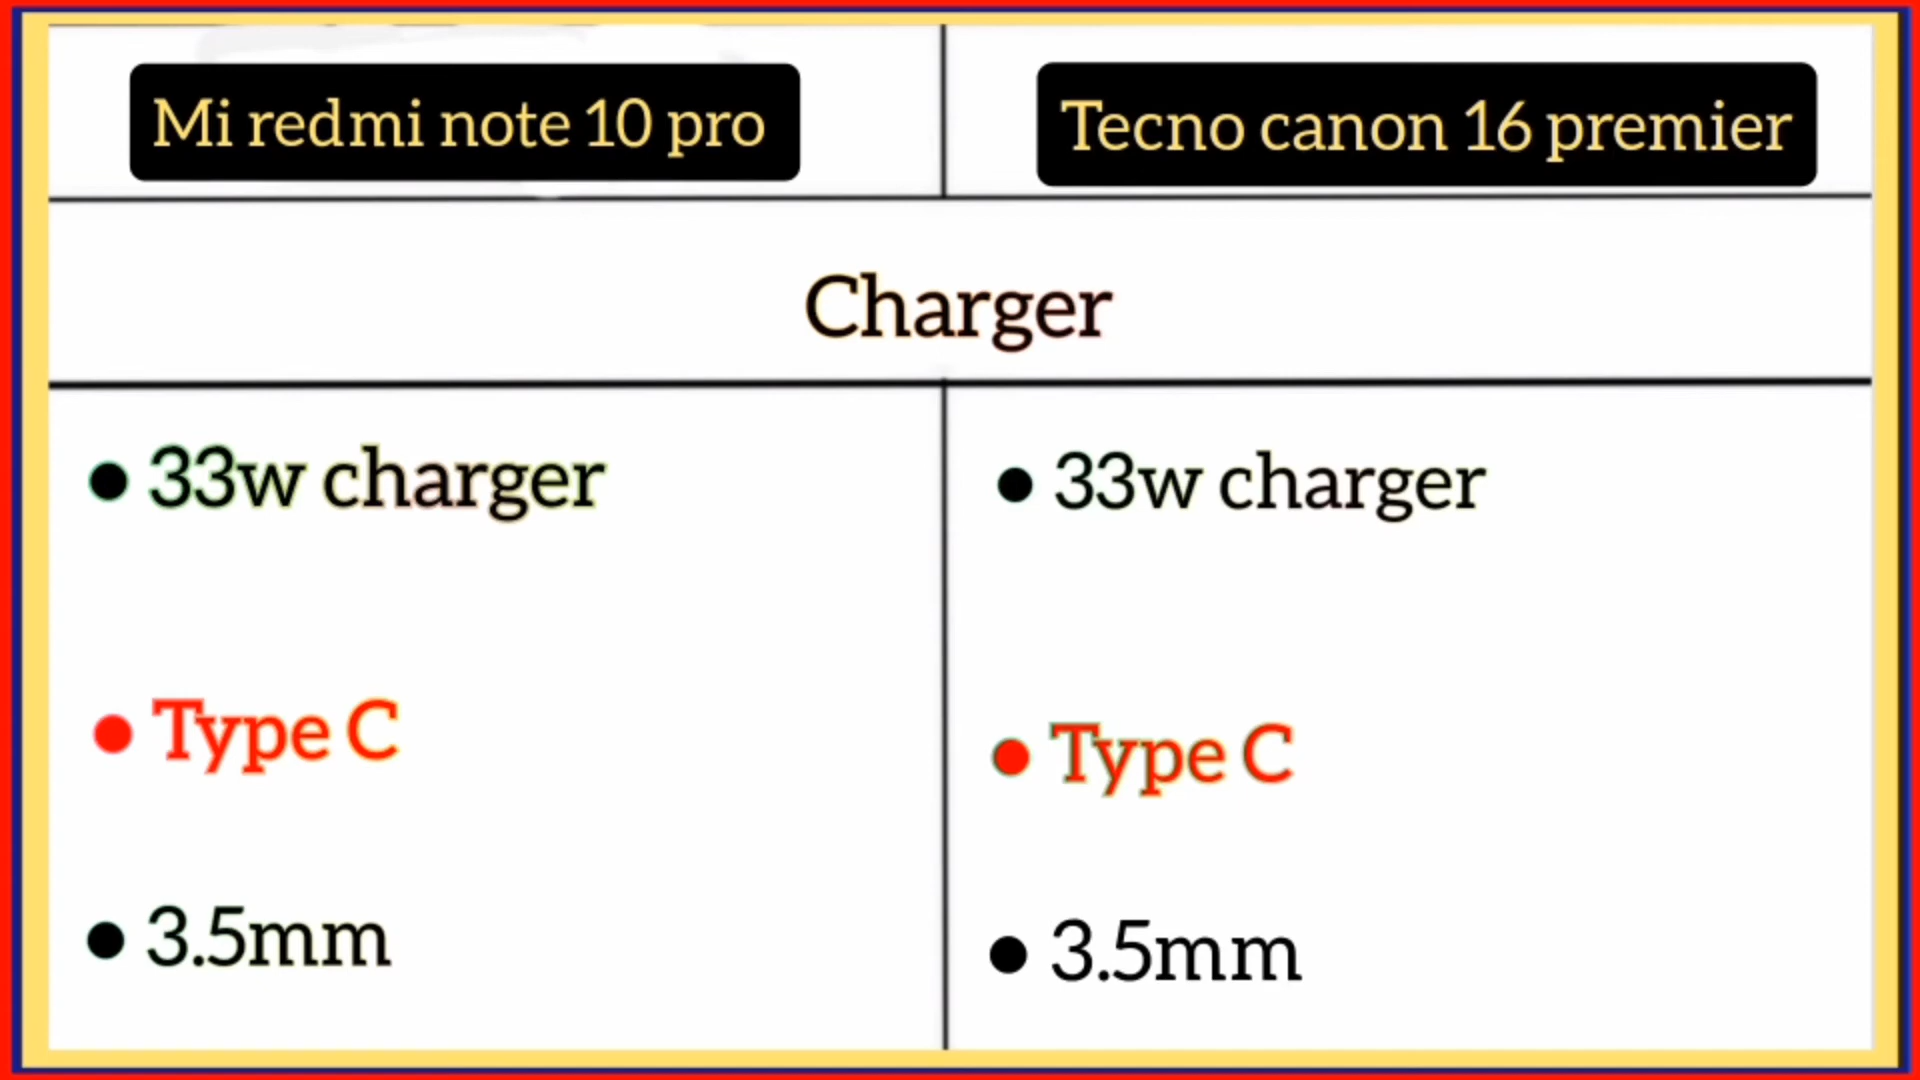 Mi redmi note 10 pro
Tecno canon 16 premier
Charger
• 33w charger
• 33w charger
• Type C
• Type C
• 3.5mm
• 3.5mm